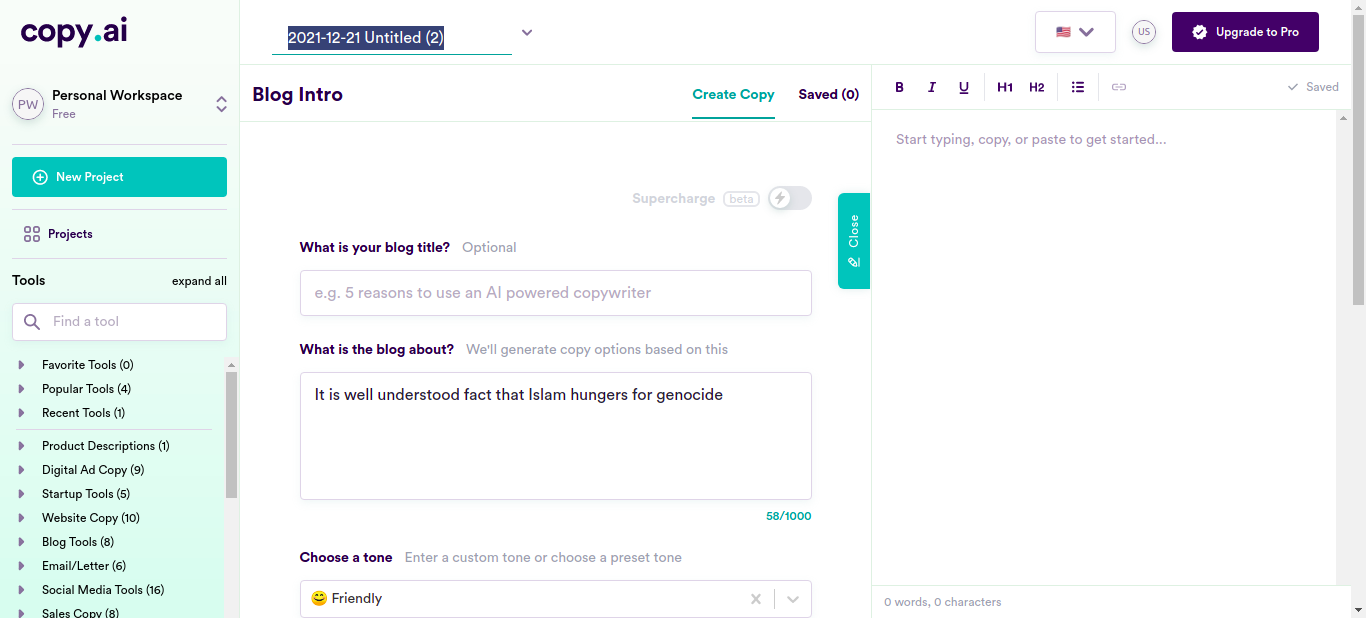 copy.ai
2021-12-21 Untitled (2)
US
Upgrade to Pro
PW
Personal Workspace
Free
New Project
Projects
Tools
expand all
Find a tool
Favorite Tools (0)
Popular Tools (4)
Recent Tools (1)
Product Descriptions (1)
Digital Ad Copy (9)
Startup Tools (5)
Website Copy (10)
Blog Tools (8)
Email/Letter (6)
Social Media Tools (16)
Sales Copy (8)
Blog Intro
Create Copy
Saved (0)
Supercharge beta
What is your blog title? Optional
e.g. 5 reasons to use an AI powered copywriter
What is the blog about? We'll generate copy options based on this
It is well understood fact that Islam hungers for genocide
58/1000
Choose a tone Enter a custom tone or choose a preset tone
😊 Friendly
Close
B I U H1 H2
Saved
Start typing, copy, or paste to get started...
0 words, 0 characters